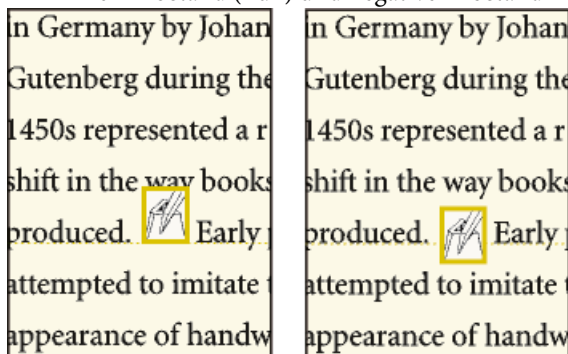 in Germany by Johan
Gutenberg during the
1450s represented a r
shift in the way books
produced. Early
attempted to imitate
appearance of handw
in Germany by Johan
Gutenberg during the
1450s represented a r
shift in the way books
produced. Early
attempted to imitate
appearance of handw